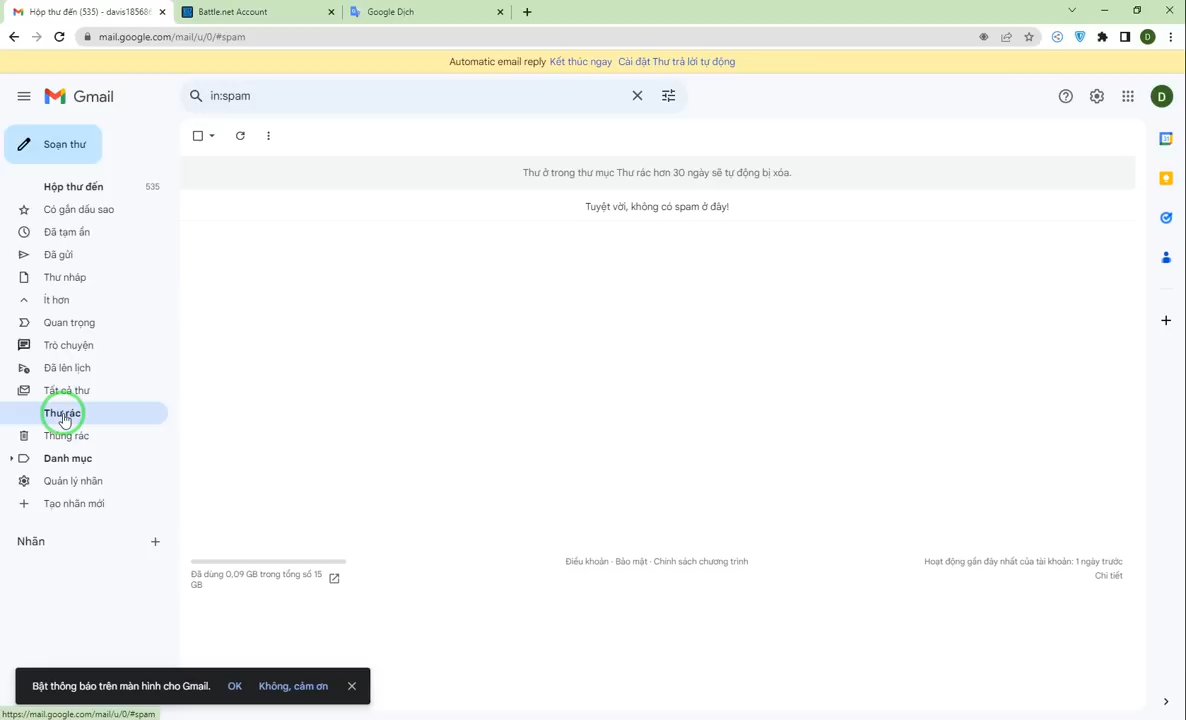 Hộp thư đến (535) - davis18568
Battle.net Account
Google Dịch
mail.google.com/mail/u/0/#spam
D
Automatic email reply Kết thúc ngay Cài đặt Thư trả lời tự động
Gmail
in:spam
D
Soạn thư
Thư ở trong thư mục Thư rác hơn 30 ngày sẽ tự động bị xóa.
Hộp thư đến 535
Tuyệt vời, không có spam ở đây!
Có gắn dấu sao
Đã tạm ẩn
Đã gửi
Thư nháp
Ít hơn
Quan trọng
Trò chuyện
Đã lên lịch
Tất cả thư
Thư rác
Thùng rác
Danh mục
Quản lý nhãn
Tạo nhãn mới
Nhãn
Điều khoản · Bảo mật · Chính sách chương trình
Hoạt động gần đây nhất của tài khoản: 1 ngày trước
Đã dùng 0,09 GB trong tổng số 15
GB
Chi tiết
Bật thông báo trên màn hình cho Gmail. OK Không, cảm ơn
https://mail.google.com/mail/u/0/#spam